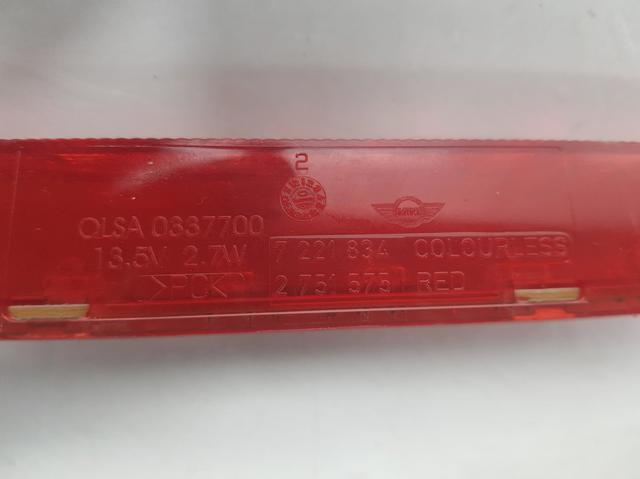 2
OLSA 0337700
13.5V 2.7W
7 221 834 COLOURLESS
>PC< 2 751 575 RED